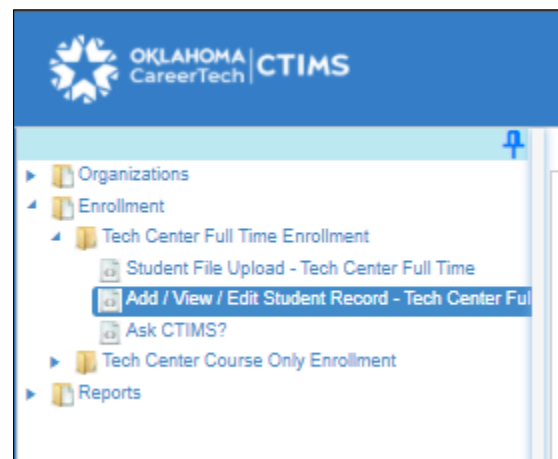 OKLAHOMA
CareerTech CTIMS
Organizations
Enrollment
Tech Center Full Time Enrollment
Student File Upload - Tech Center Full Time
Add / View / Edit Student Record - Tech Center Ful
Ask CTIMS?
Tech Center Course Only Enrollment
Reports